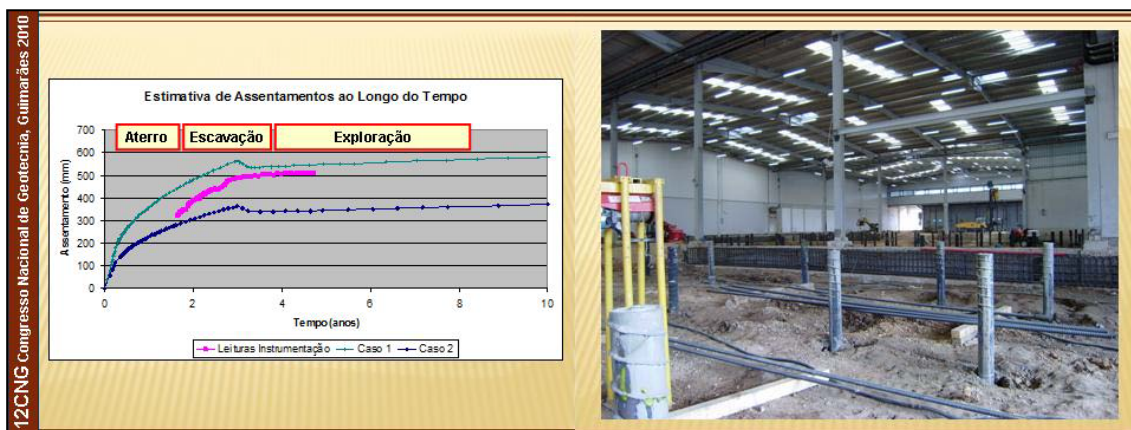 12CNG Congresso Nacional de Geotecnia, Guimarães 2010
Estimativa de Assentamentos ao Longo do Tempo
Aterro Escavação Exploração
Assentamento (mm)
700
600
500
400
300
200
100
0
0 2 4 6 8 10
Tempo (anos)
Leituras Instrumentação Caso 1 Caso 2